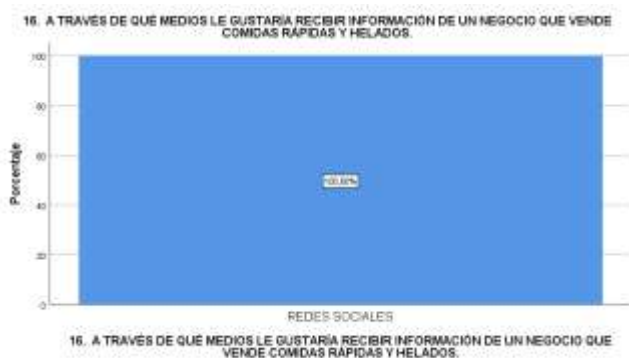 16. A TRAVÉS DE QUÉ MEDIOS LE GUSTARÍA RECIBIR INFORMACIÓN DE UN NEGOCIO QUE VENDE
COMIDAS RÁPIDAS Y HELADOS.
Porcentaje
100
80
60
40
20
0
100,00%
REDES SOCIALES
16. A TRAVÉS DE QUÉ MEDIOS LE GUSTARÍA RECIBIR INFORMACIÓN DE UN NEGOCIO QUE
VENDE COMIDAS RÁPIDAS Y HELADOS.